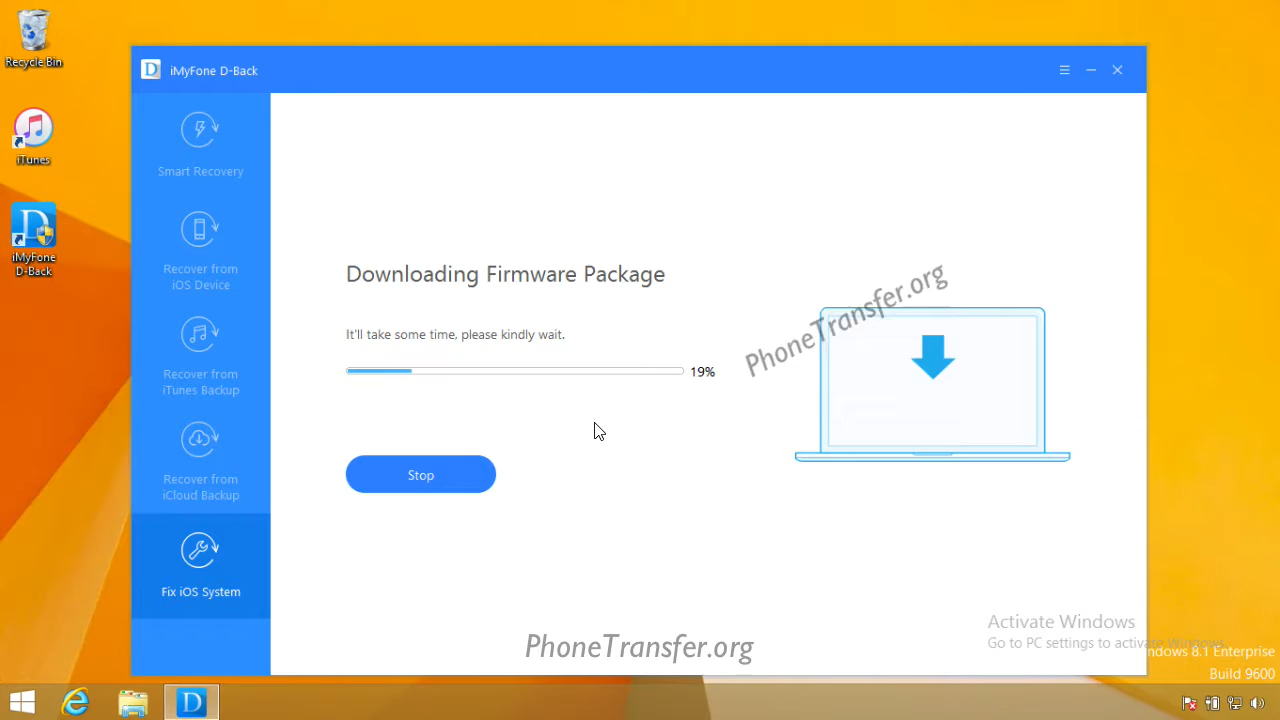 Recycle Bin
iTunes
iMyFone
D-Back
iMyFone D-Back
Smart Recovery
Recover from
iOS Device
Recover from
iTunes Backup
Recover from
iCloud Backup
Fix iOS System
Downloading Firmware Package
It'll take some time, please kindly wait.
19%
Stop
PhoneTransfer.org
PhoneTransfer.org
Activate Windows
Go to PC settings to activate Windows.
ndows 8.1 Enterprise
Build 9600